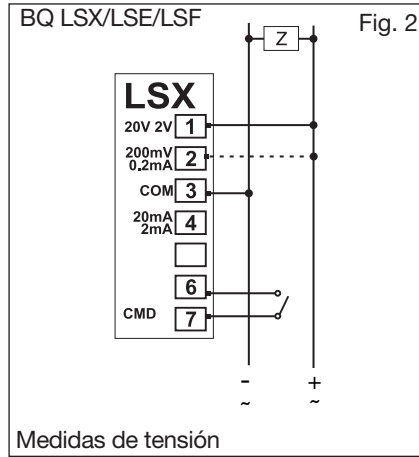 BQ LSX/LSE/LSF
Fig. 2
Z
LSX
20V 2V 1
200mV
0.2mA 2
COM 3
20mA
2mA 4
6
CMD 7
- +
~ ~
Medidas de tensión